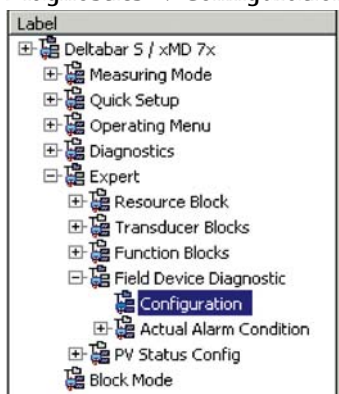 Label
Deltabar S / xMD 7x
Measuring Mode
Quick Setup
Operating Menu
Diagnostics
Expert
Resource Block
Transducer Blocks
Function Blocks
Field Device Diagnostic
Configuration
Actual Alarm Condition
PV Status Config
Block Mode